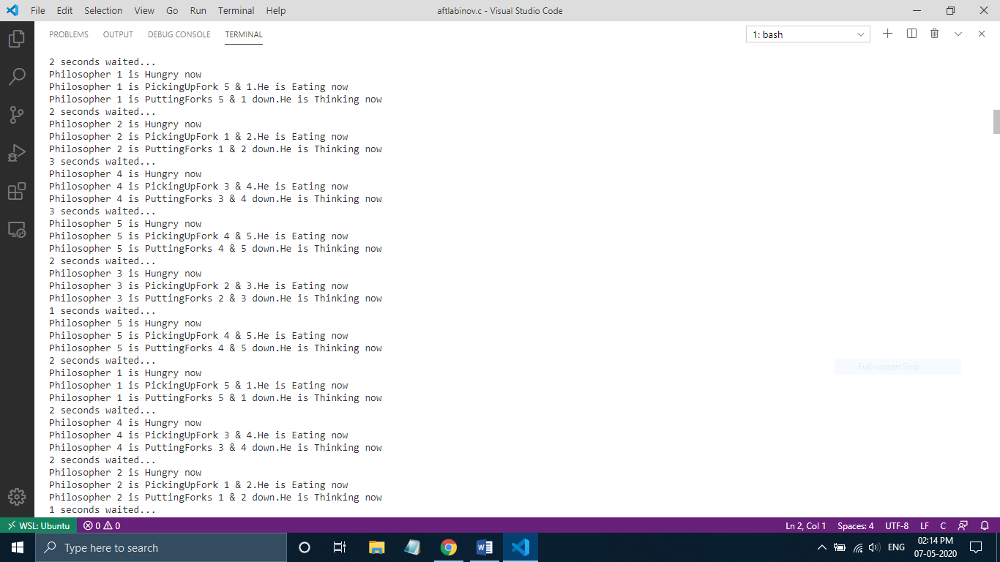 File Edit Selection View Go Run Terminal Help aftlabinov.c - Visual Studio Code
PROBLEMS OUTPUT DEBUG CONSOLE TERMINAL 1: bash
2 seconds waited...
Philosopher 1 is Hungry now
Philosopher 1 is PickingUpFork 5 & 1.He is Eating now
Philosopher 1 is PuttingForks 5 & 1 down.He is Thinking now
2 seconds waited...
Philosopher 2 is Hungry now
Philosopher 2 is PickingUpFork 1 & 2.He is Eating now
Philosopher 2 is PuttingForks 1 & 2 down.He is Thinking now
3 seconds waited...
Philosopher 4 is Hungry now
Philosopher 4 is PickingUpFork 3 & 4.He is Eating now
Philosopher 4 is PuttingForks 3 & 4 down.He is Thinking now
3 seconds waited...
Philosopher 5 is Hungry now
Philosopher 5 is PickingUpFork 4 & 5.He is Eating now
Philosopher 5 is PuttingForks 4 & 5 down.He is Thinking now
2 seconds waited...
Philosopher 3 is Hungry now
Philosopher 3 is PickingUpFork 2 & 3.He is Eating now
Philosopher 3 is PuttingForks 2 & 3 down.He is Thinking now
1 seconds waited...
Philosopher 5 is Hungry now
Philosopher 5 is PickingUpFork 4 & 5.He is Eating now
Philosopher 5 is PuttingForks 4 & 5 down.He is Thinking now
2 seconds waited...
Full-screen Snip
Philosopher 1 is Hungry now
Philosopher 1 is PickingUpFork 5 & 1.He is Eating now
Philosopher 1 is PuttingForks 5 & 1 down.He is Thinking now
2 seconds waited...
Philosopher 4 is Hungry now
Philosopher 4 is PickingUpFork 3 & 4.He is Eating now
Philosopher 4 is PuttingForks 3 & 4 down.He is Thinking now
2 seconds waited...
Philosopher 2 is Hungry now
Philosopher 2 is PickingUpFork 1 & 2.He is Eating now
Philosopher 2 is PuttingForks 1 & 2 down.He is Thinking now
1 seconds waited...
WSL: Ubuntu 0 0 Ln 2, Col 1 Spaces: 4 UTF-8 LF C
Type here to search ENG 02:14 PM
07-05-2020